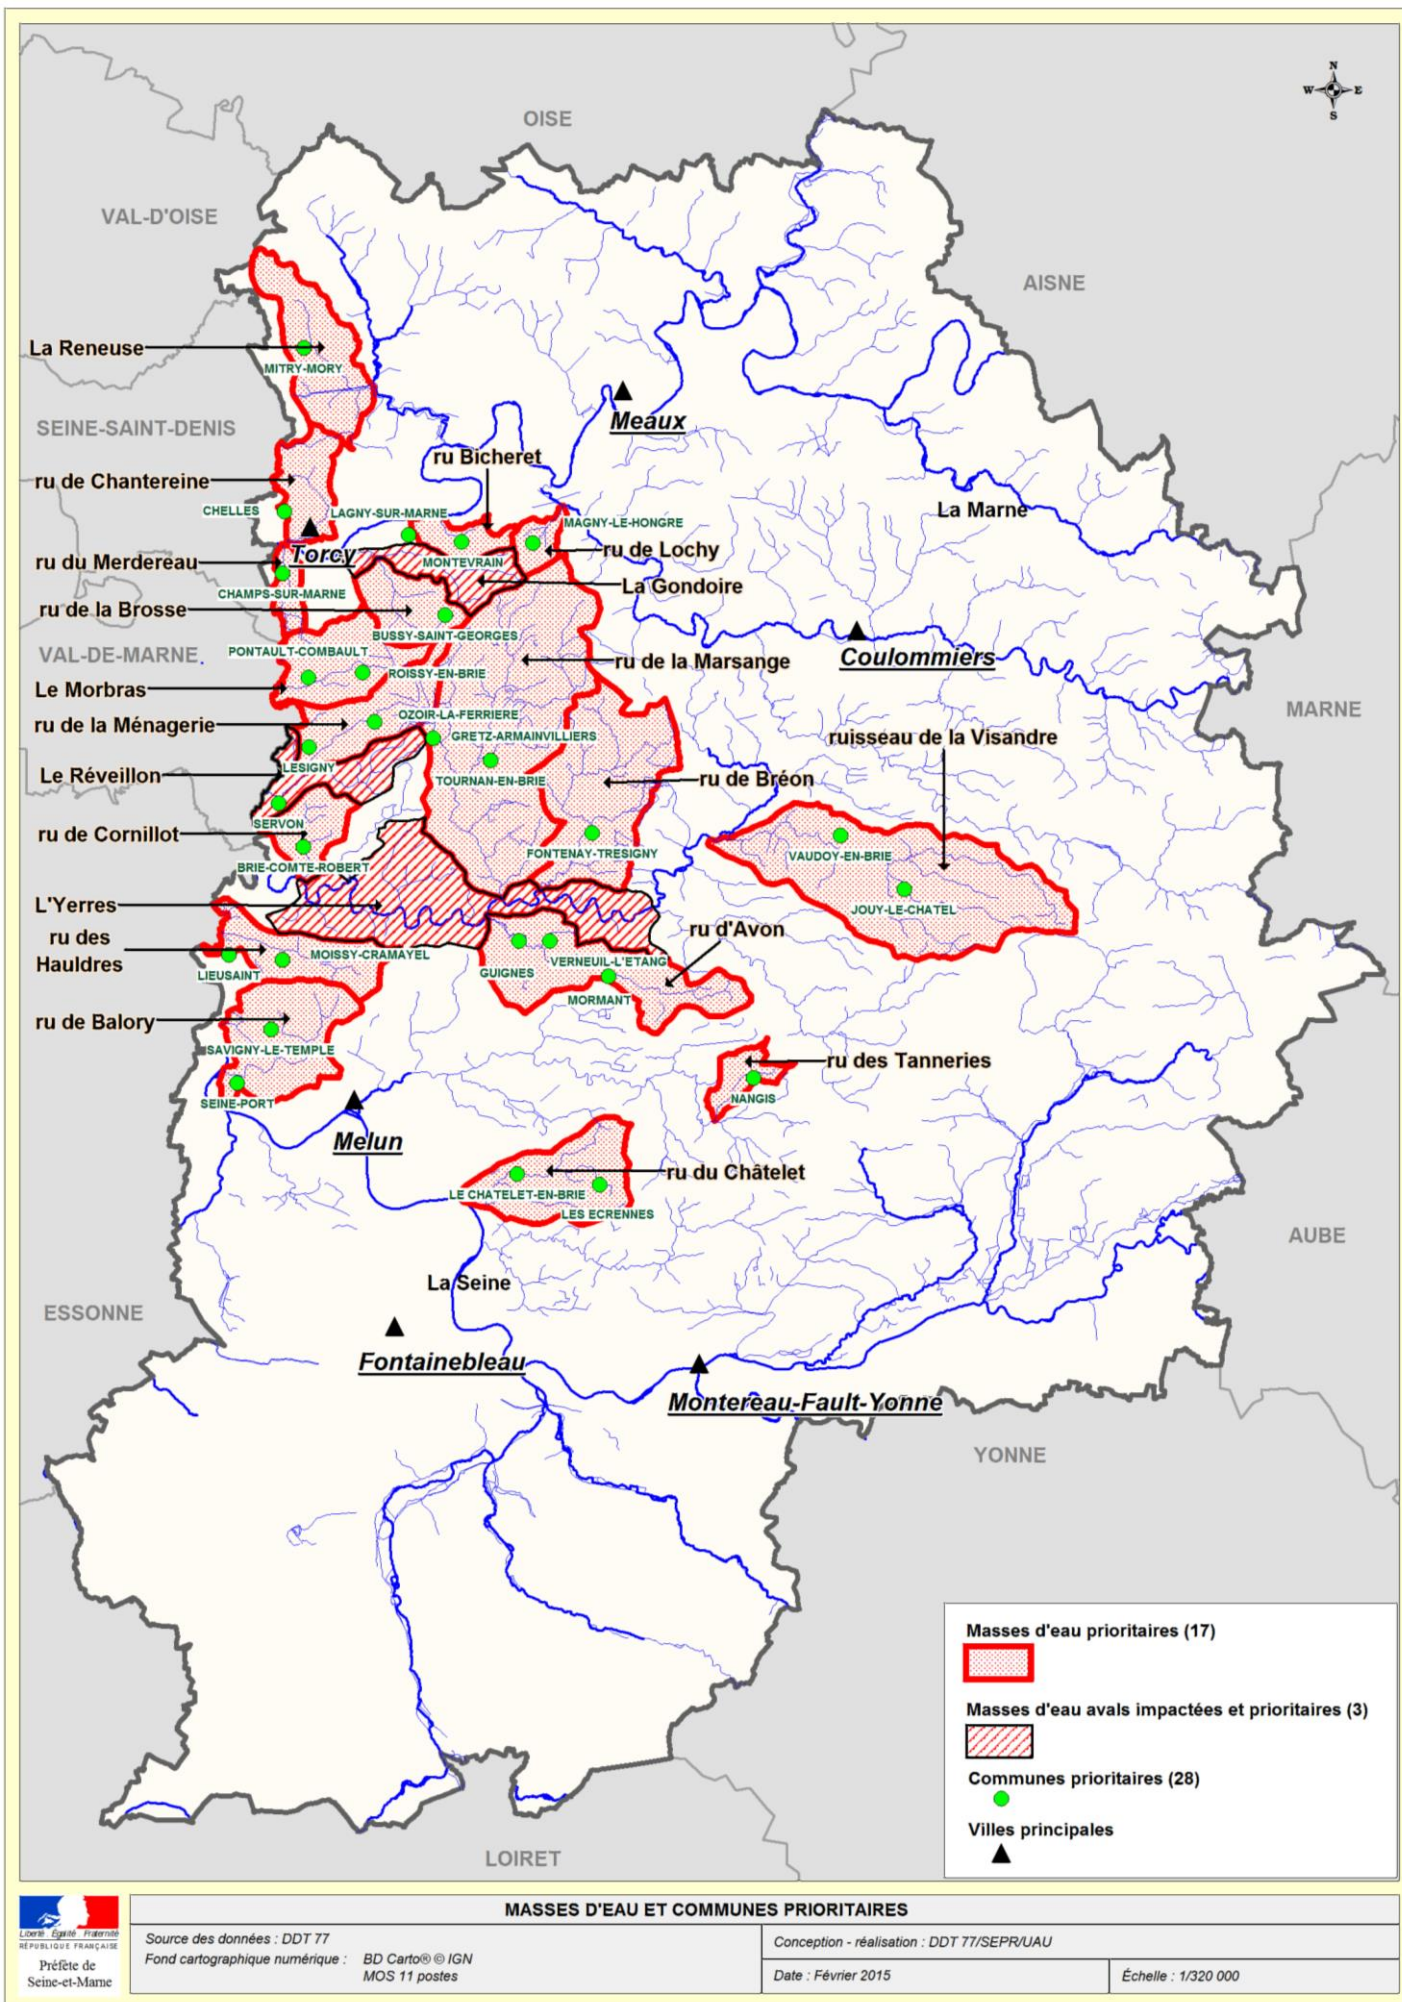 N
W E
S
OISE
VAL-D'OISE
AISNE
La Reneuse
MITRY-MORY
Meaux
SEINE-SAINT-DENIS
ru Bicheret
ru de Chantereine
CHELLES
LAGNY-SUR-MARNE
MAGNY-LE-HONGRE
La Marne
Torcy
ru du Merdereau
MONTEVRAIN
ru de Lochy
CHAMPS-SUR-MARNE
La Gondoire
ru de la Brosse
BUSSY-SAINT-GEORGES
PONTAULT-COMBAULT
VAL-DE-MARNE
ru de la Marsange
Coulommiers
ROISSY-EN-BRIE
Le Morbras
MARNE
OZOIR-LA-FERRIERE
ru de la Ménagerie
GRETZ-ARMAINVILLIERS
ruisseau de la Visandre
LESIGNY
Le Réveillon
TOURNAN-EN-BRIE
ru de Bréon
SERVON
ru de Cornillot
FONTENAY-TRESIGNY
VAUDOY-EN-BRIE
BRIE-COMTE-ROBERT
L'Yerres
JOUY-LE-CHATEL
ru des
Hauldres
ru d'Avon
MOISSY-CRAMAYEL
VERNEUIL-L'ETANG
LIEUSAINT
GUIGNES
MORMANT
ru de Balory
SAVIGNY-LE-TEMPLE
ru des Tanneries
NANGIS
SEINE-PORT
Melun
ru du Châtelet
LE CHATELET-EN-BRIE
LES ECRENNES
AUBE
La Seine
ESSONNE
Fontainebleau
Montereau-Fault-Yonne
YONNE
LOIRET
Masses d'eau prioritaires (17)
Masses d'eau avals impactées et prioritaires (3)
Communes prioritaires (28)
Villes principales
Liberté . Égalité . Fraternité
RÉPUBLIQUE FRANÇAISE
Préfète de
Seine-et-Marne
MASSES D'EAU ET COMMUNES PRIORITAIRES
Source des données : DDT 77
Fond cartographique numérique : BD Carto® © IGN
MOS 11 postes
Conception - réalisation : DDT 77/SEPR/UAU
Date : Février 2015
Échelle : 1/320 000